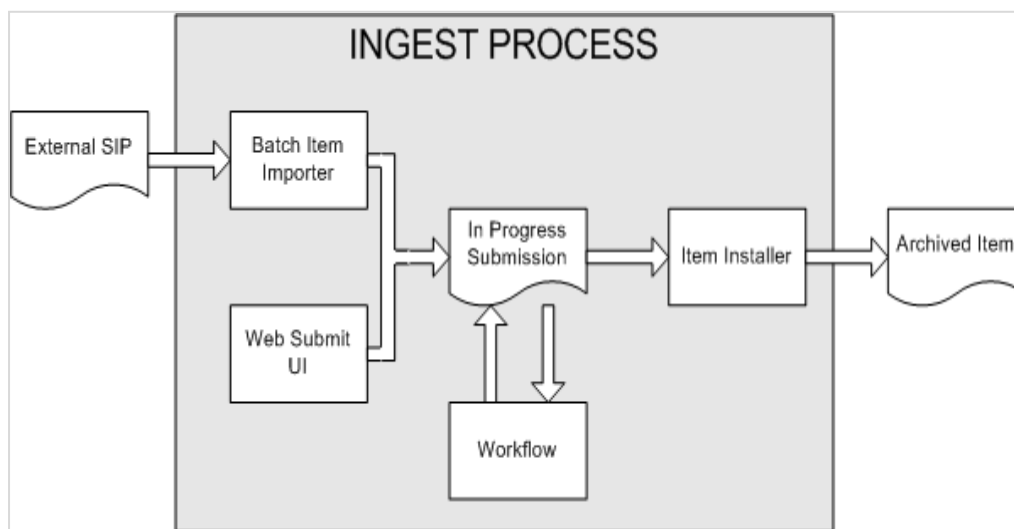 INGEST PROCESS
External SIP
Batch Item
Importer
In Progress
Submission
Item Installer
Archived Item
Web Submit
UI
Workflow